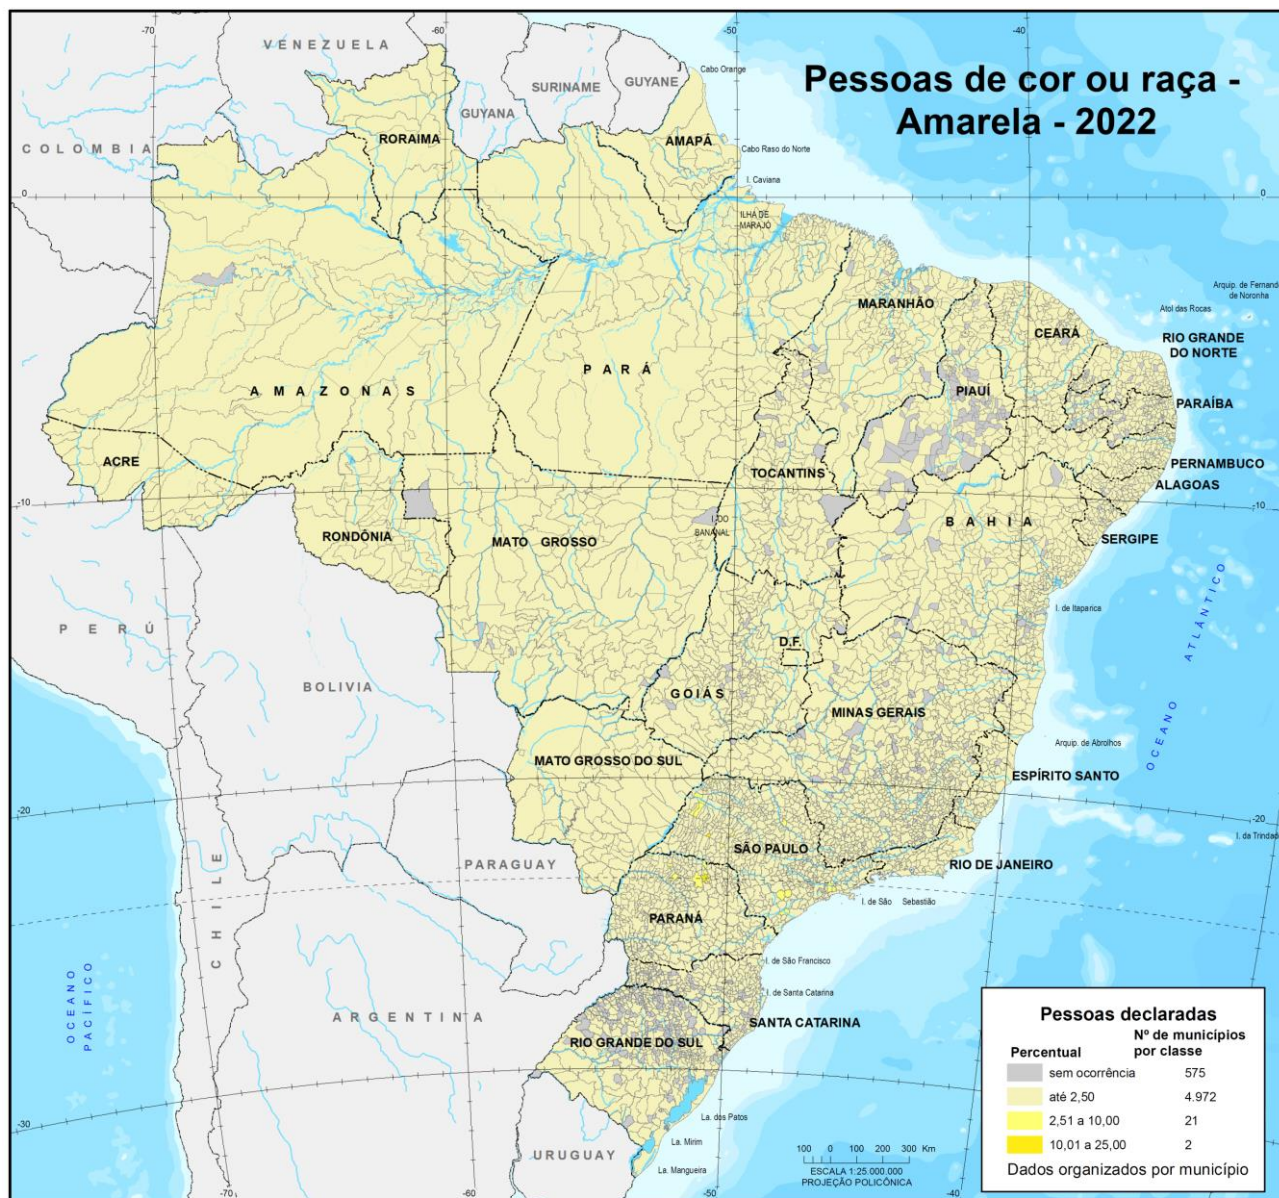 -70
-60
-50
-40
VENEZUELA
Pessoas de cor ou raça -
Amarela - 2022
Cabo Orange
SURINAME
GUYANE
GUYANA
COLOMBIA
RORAIMA
AMAPÁ
Cabo Raso do Norte
I. Caviana
0
0
ILHA DE
MARAJÓ
Arquip. de Fernando
de Noronha
Atol das Rocas
MARANHÃO
CEARÁ
RIO GRANDE
DO NORTE
PARÁ
AMAZONAS
PIAUÍ
PARAÍBA
ACRE
TOCANTINS
PERNAMBUCO
ALAGOAS
-10
-10
I. DO
BANANAL
BAHIA
SERGIPE
RONDÔNIA
MATO GROSSO
I. de Itaparica
PERÚ
D.F.
OCEANO ATLÂNTICO
BOLIVIA
GOIÁS
MINAS GERAIS
Arquip. de Abrolhos
MATO GROSSO DO SUL
ESPÍRITO SANTO
-20
-20
I. da Trindade
SÃO PAULO
PARAGUAY
RIO DE JANEIRO
CHILE
I. de São Sebastião
PARANÁ
I. de São Francisco
OCEANO
PACÍFICO
I. de Santa Catarina
ARGENTINA
SANTA CATARINA
RIO GRANDE DO SUL
-30
La. dos Patos
URUGUAY
La. Mirim
La. Mangueira
100 0 100 200 300 Km
ESCALA 1:25.000.000
PROJEÇÃO POLICÔNICA
Pessoas declaradas
Percentual
Nº de municípios
por classe
sem ocorrência 575
até 2,50 4.972
2,51 a 10,00 21
10,01 a 25,00 2
Dados organizados por município
-70
-60
-50
-40